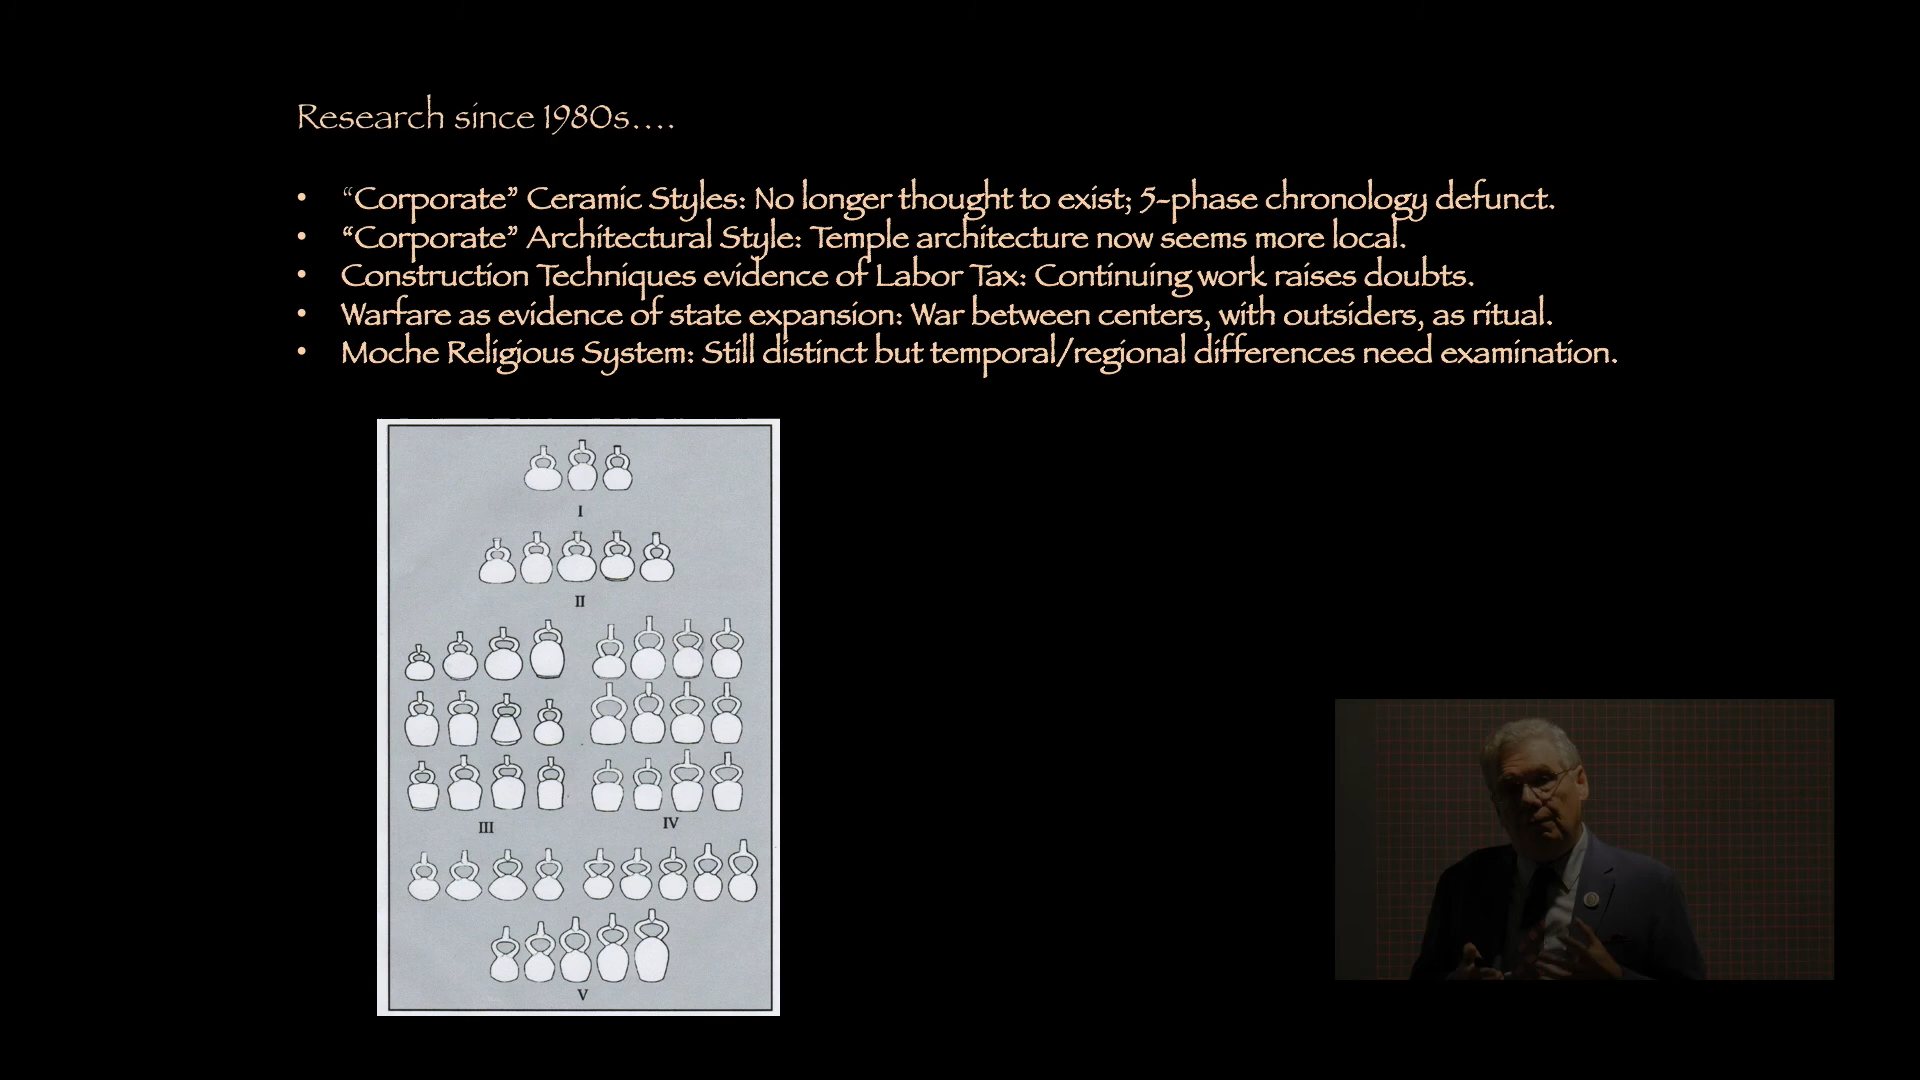 Research since 1980s....
• “Corporate” Ceramic Styles: No longer thought to exist; 5-phase chronology defunct.
• “Corporate” Architectural Style: Temple architecture now seems more local.
• Construction Techniques evidence of Labor Tax: Continuing work raises doubts.
• Warfare as evidence of state expansion: War between centers, with outsiders, as ritual.
• Moche Religious System: Still distinct but temporal/regional differences need examination.
I
II
III
IV
V